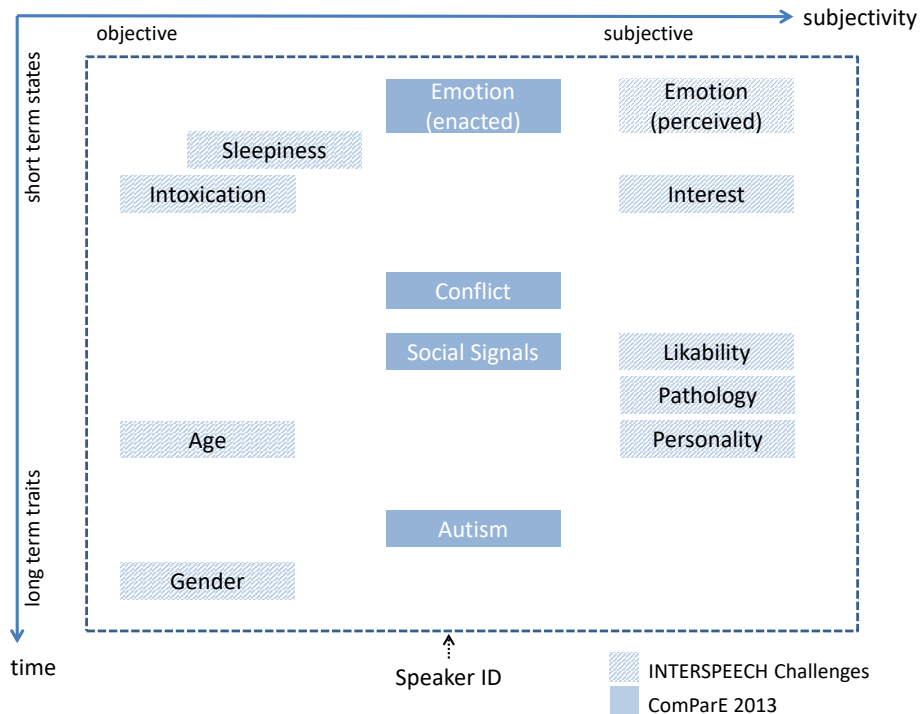 subjectivity
objective
subjective
short term states
Emotion
(enacted)
Emotion
(perceived)
Sleepiness
Intoxication
Interest
Conflict
Social Signals
Likability
Pathology
Age
Personality
long term traits
Autism
Gender
time
Speaker ID
INTERSPEECH Challenges
ComParE 2013